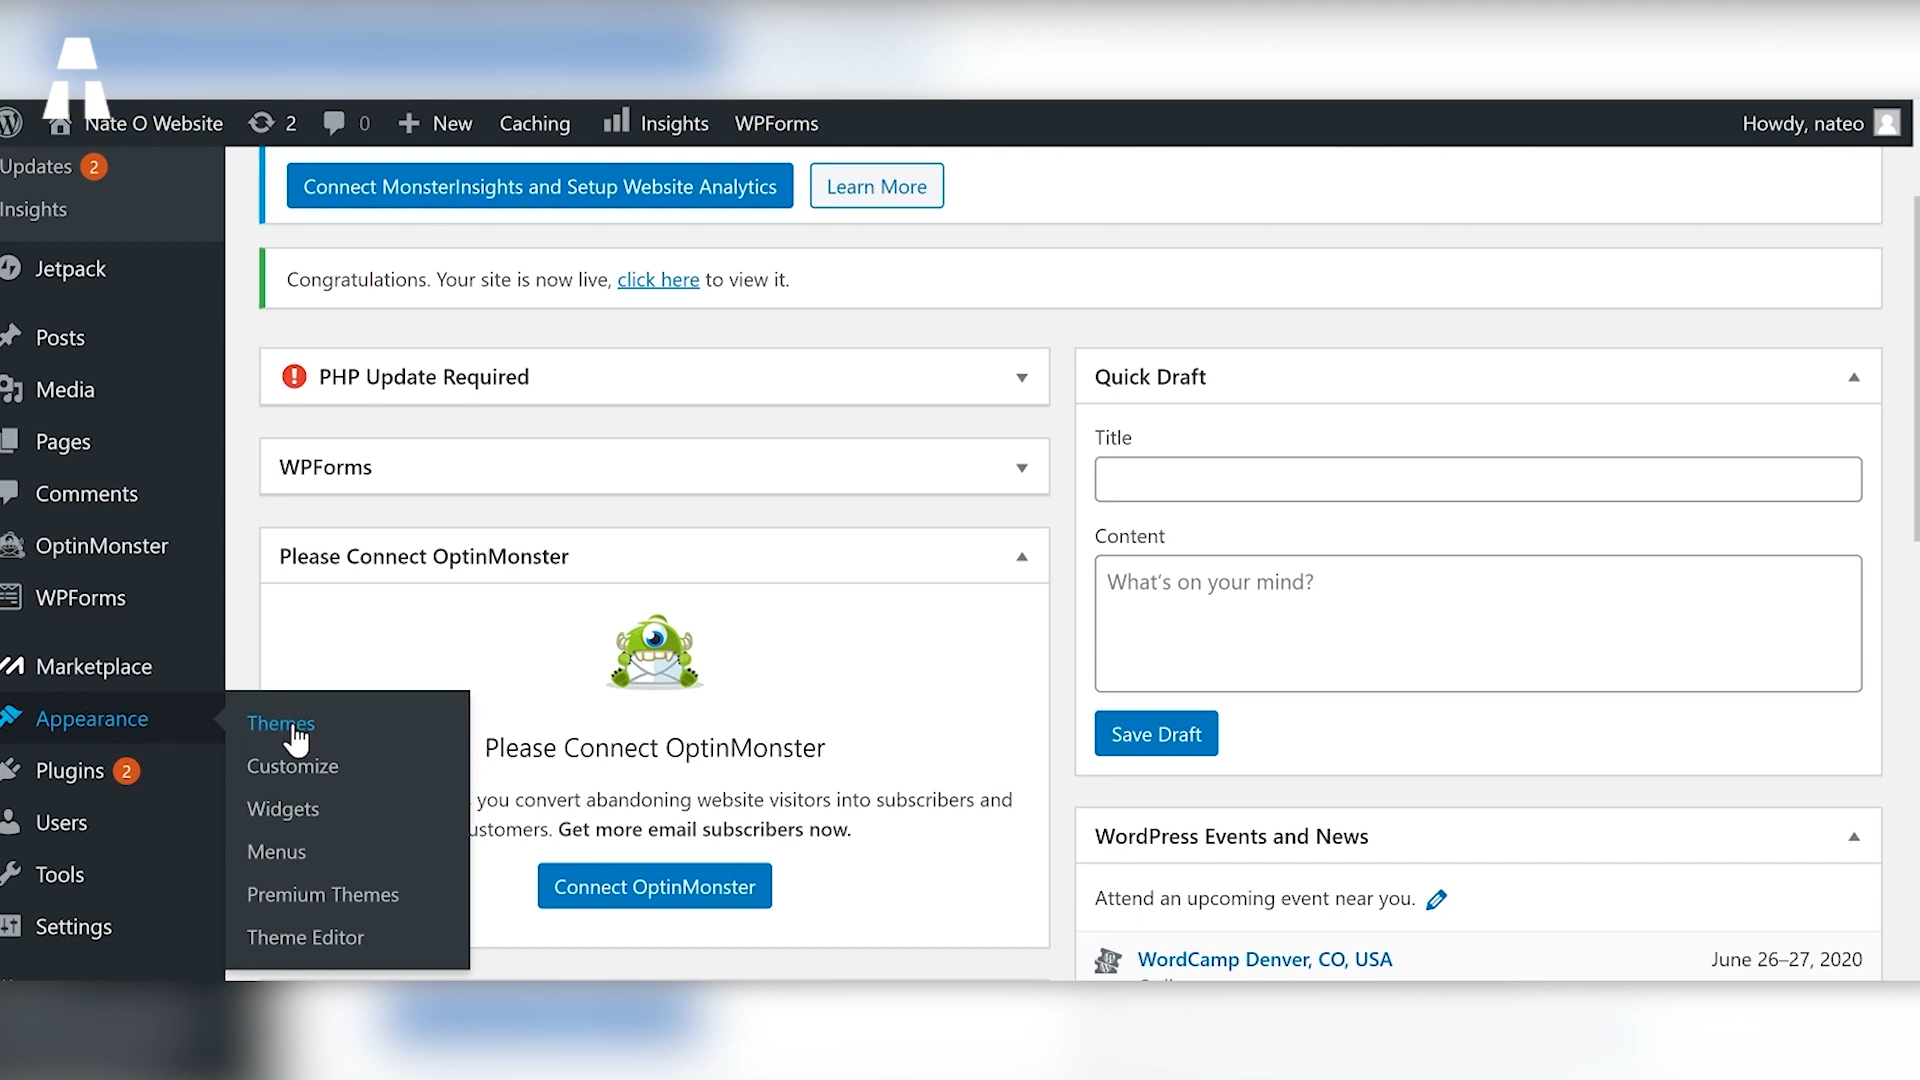 Nate O Website 2 0 New Caching Insights WPForms Howdy, nateo
Updates 2
Insights
Jetpack
Posts
Media
Pages
Comments
OptinMonster
WPForms
Marketplace
Appearance
Plugins 2
Users
Tools
Settings
Themes
Customize
Widgets
Menus
Premium Themes
Theme Editor
Connect MonsterInsights and Setup Website Analytics Learn More
Congratulations. Your site is now live, click here to view it.
PHP Update Required
WPForms
Please Connect OptinMonster
Please Connect OptinMonster
you convert abandoning website visitors into subscribers and
ustomers. Get more email subscribers now.
Connect OptinMonster
Quick Draft
Title
Content
What's on your mind?
Save Draft
WordPress Events and News
Attend an upcoming event near you.
WordCamp Denver, CO, USA June 26–27, 2020